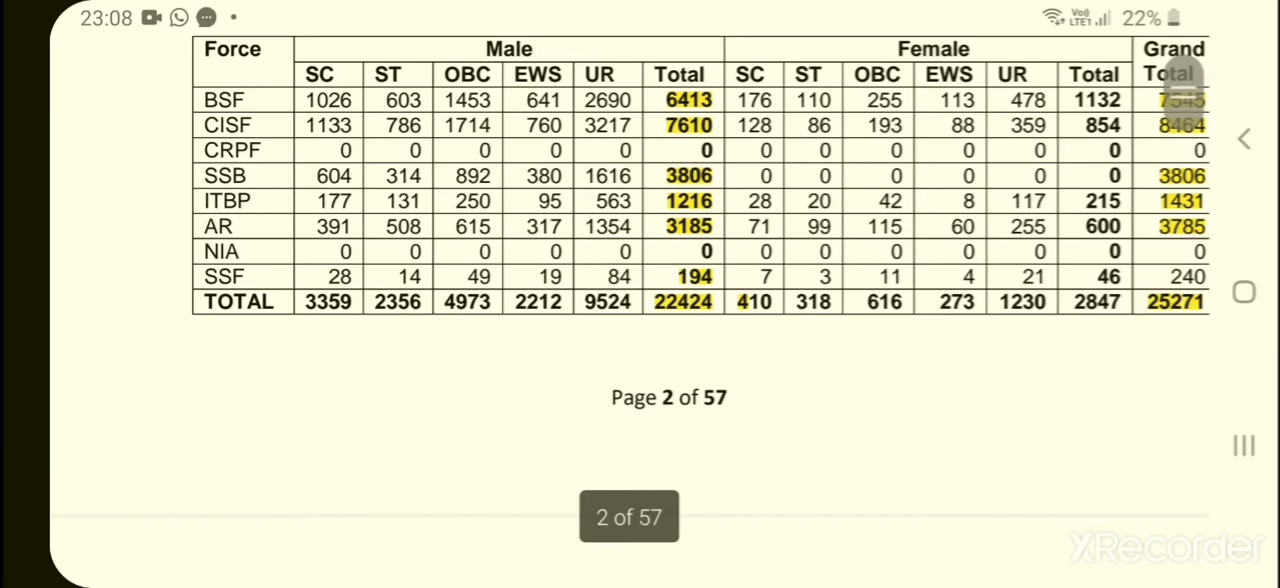 23:08
Vo)) LTE1 22%
Force Male Female Grand Total
SC ST OBC EWS UR Total SC ST OBC EWS UR Total
BSF 1026 603 1453 641 2690 6413 176 110 255 113 478 1132 7545
CISF 1133 786 1714 760 3217 7610 128 86 193 88 359 854 8464
CRPF 0 0 0 0 0 0 0 0 0 0 0 0 0
SSB 604 314 892 380 1616 3806 0 0 0 0 0 0 3806
ITBP 177 131 250 95 563 1216 28 20 42 8 117 215 1431
AR 391 508 615 317 1354 3185 71 99 115 60 255 600 3785
NIA 0 0 0 0 0 0 0 0 0 0 0 0 0
SSF 28 14 49 19 84 194 7 3 11 4 21 46 240
TOTAL 3359 2356 4973 2212 9524 22424 410 318 616 273 1230 2847 25271
Page 2 of 57
2 of 57
XRecorder